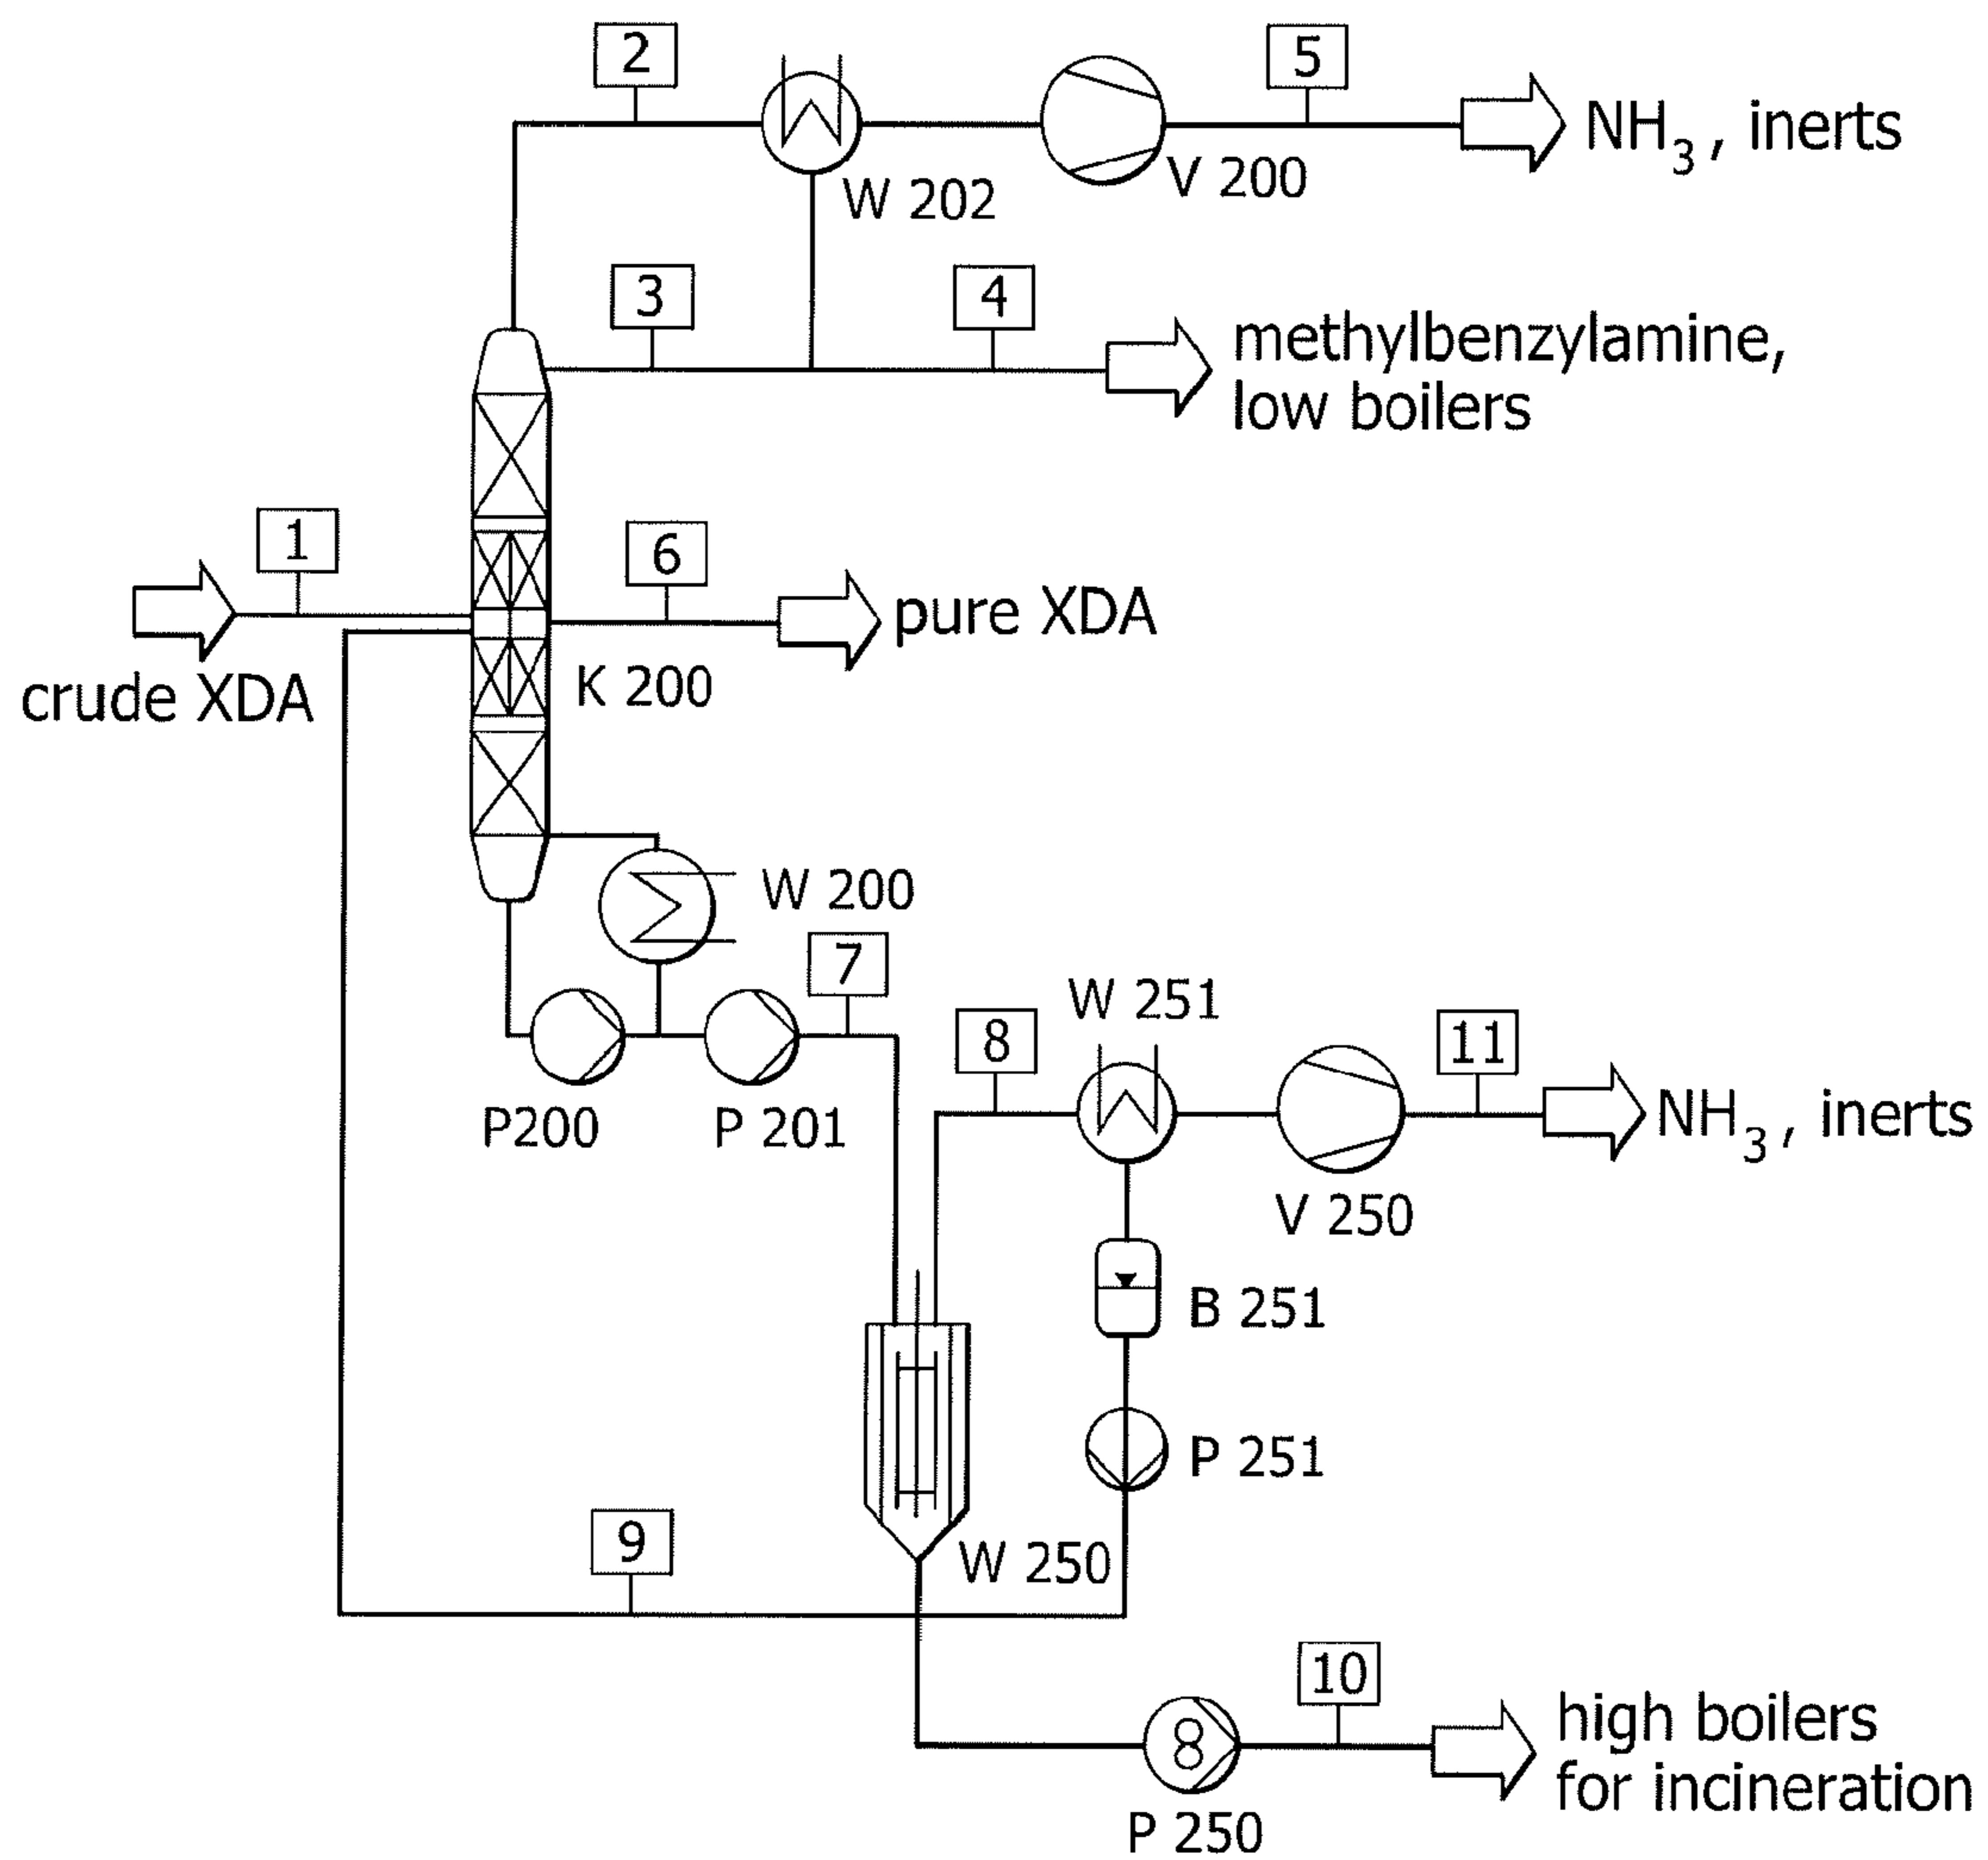 2
5
NH3, inerts
W 202
V 200
3
4
methylbenzylamine,
low boilers
1
6
pure XDA
crude XDA
K 200
W 200
7
W 251
8
11
P200
P 201
NH3, inerts
V 250
B 251
P 251
9
W 250
10
high boilers
for incineration
P 250